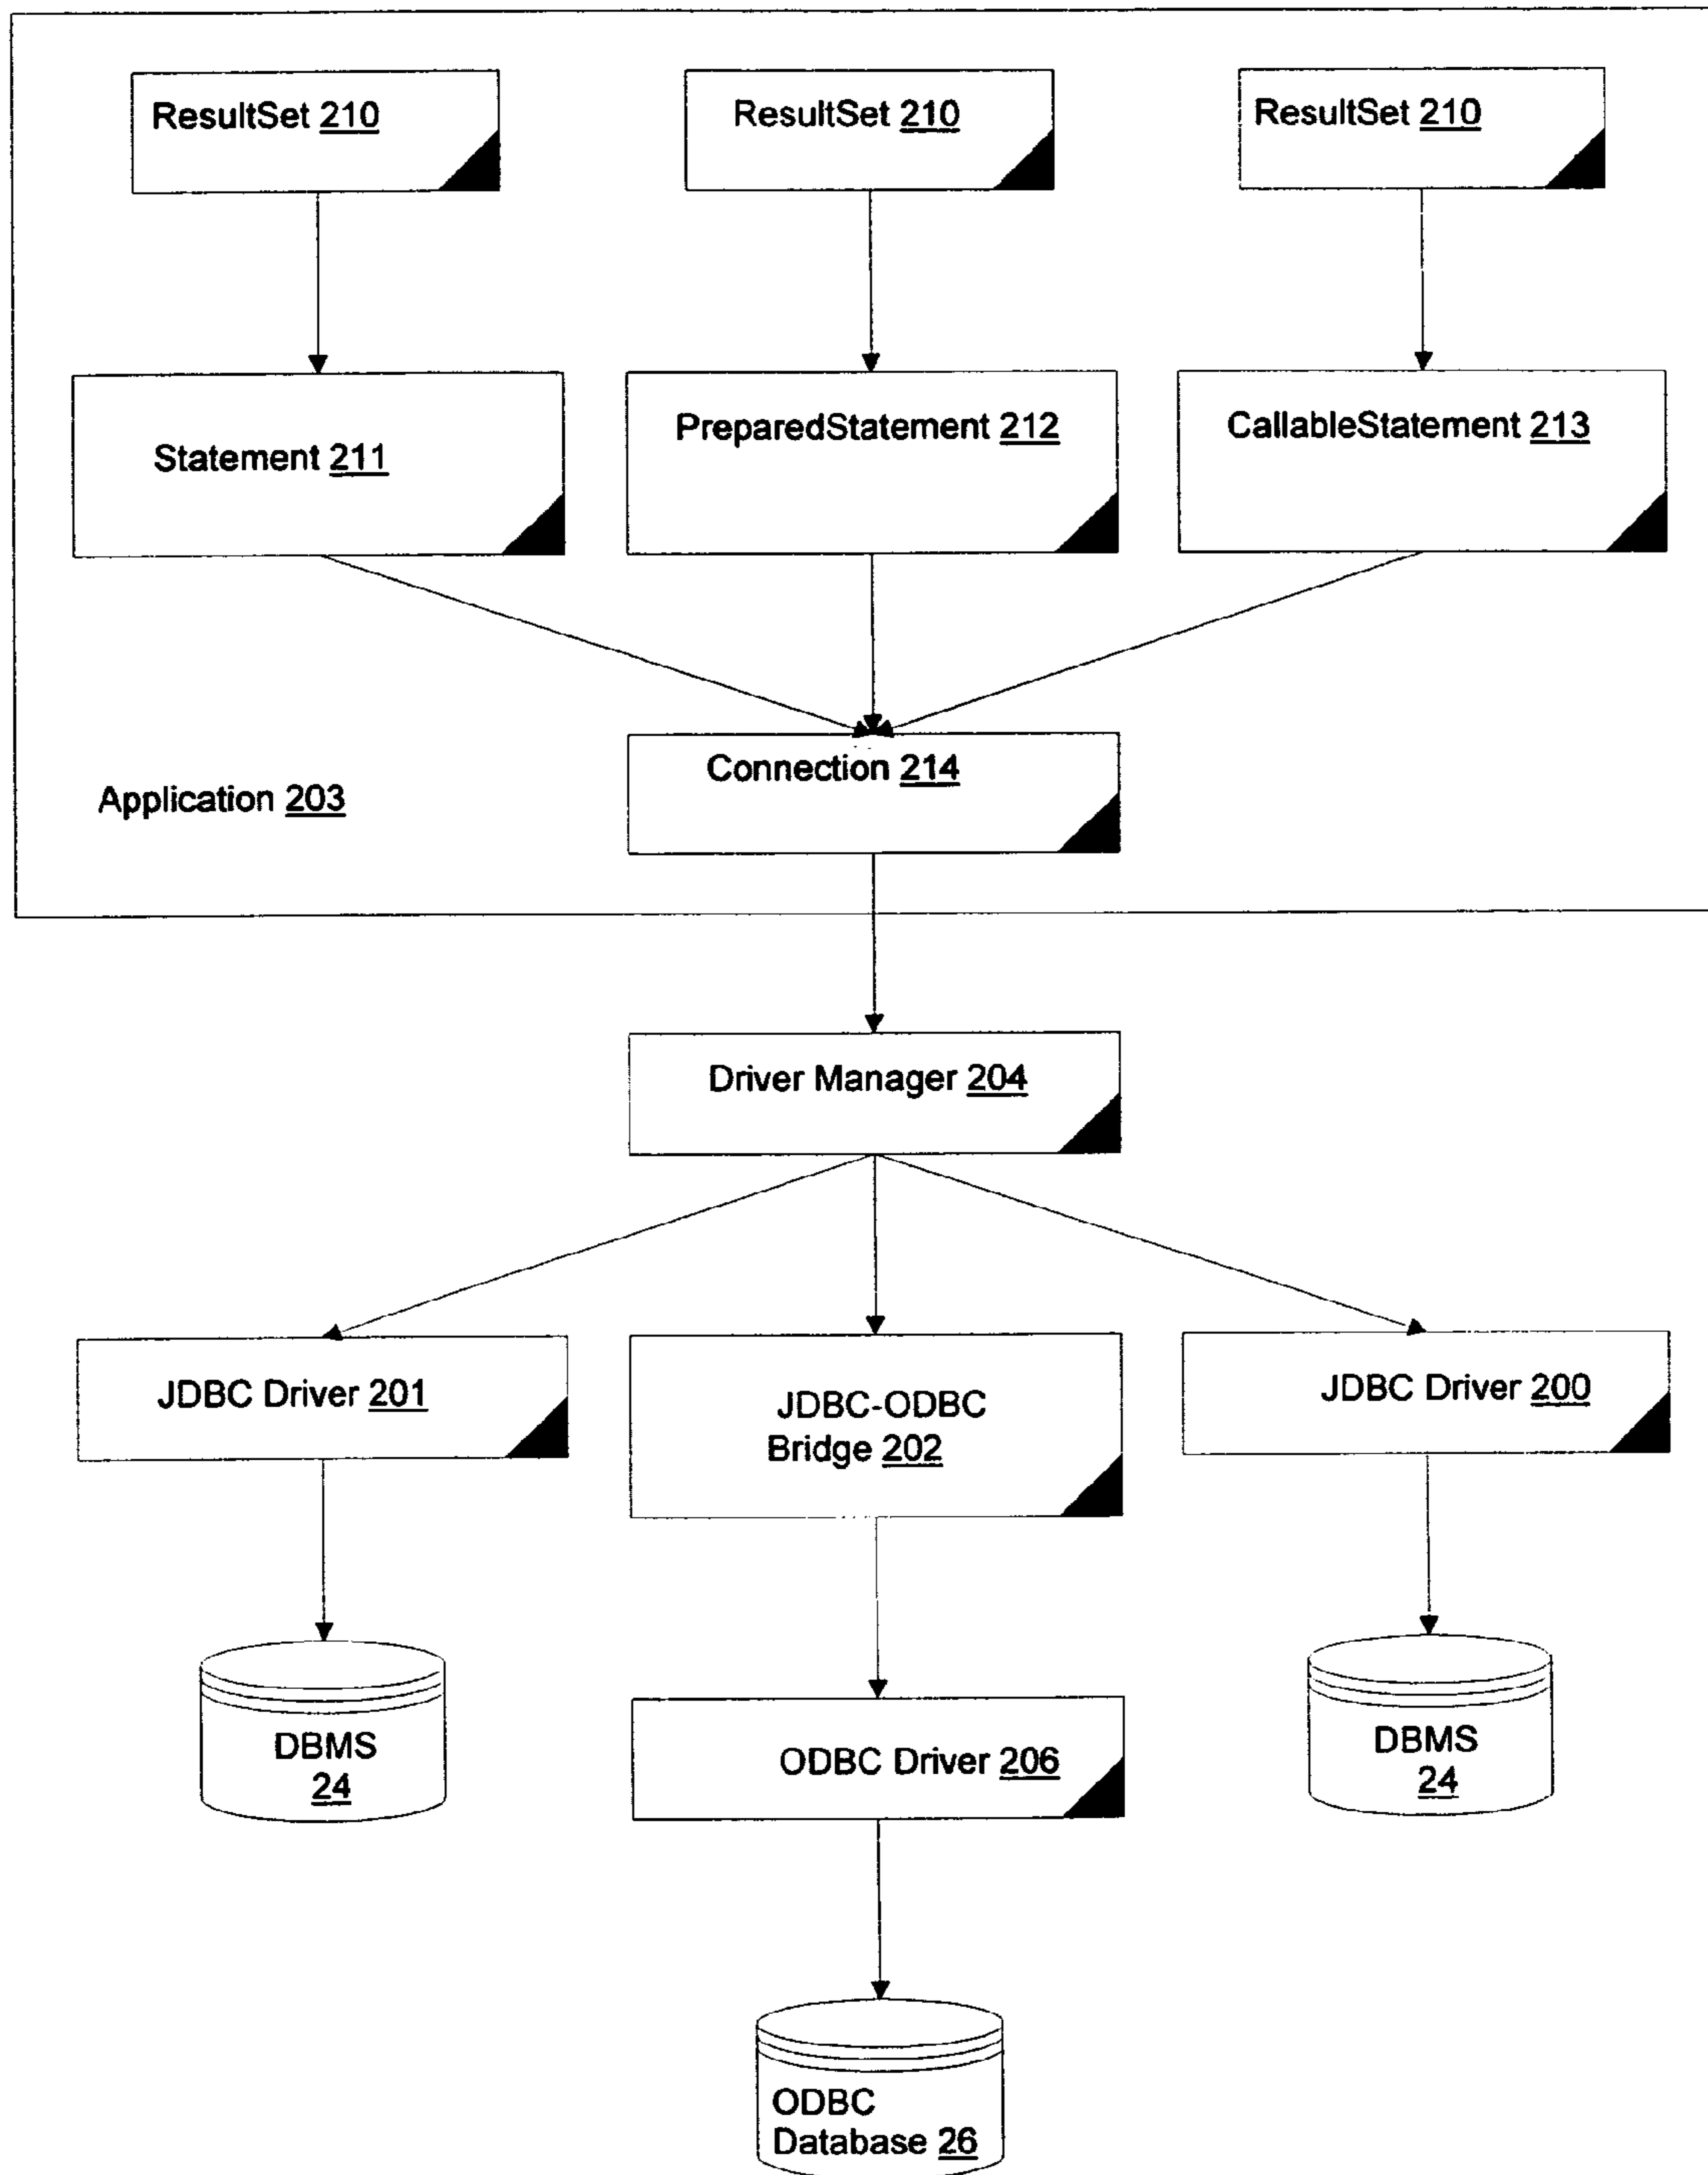 ResultSet 210
ResultSet 210
ResultSet 210
Statement 211
PreparedStatement 212
CallableStatement 213
Connection 214
Application 203
Driver Manager 204
JDBC Driver 201
JDBC-ODBC
Bridge 202
JDBC Driver 200
DBMS
24
ODBC Driver 206
DBMS
24
ODBC
Database 26